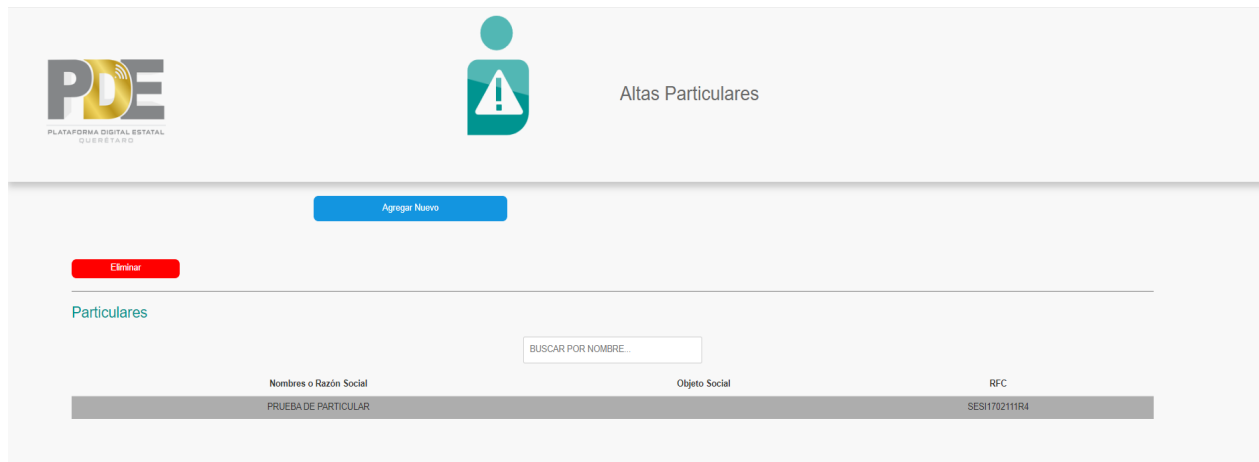 PDE
PLATAFORMA DIGITAL ESTATAL
QUERÉTARO
Altas Particulares
Agregar Nuevo
Eliminar
Particulares
BUSCAR POR NOMBRE...
Nombres o Razón Social Objeto Social RFC
PRUEBA DE PARTICULAR SESI1702111R4